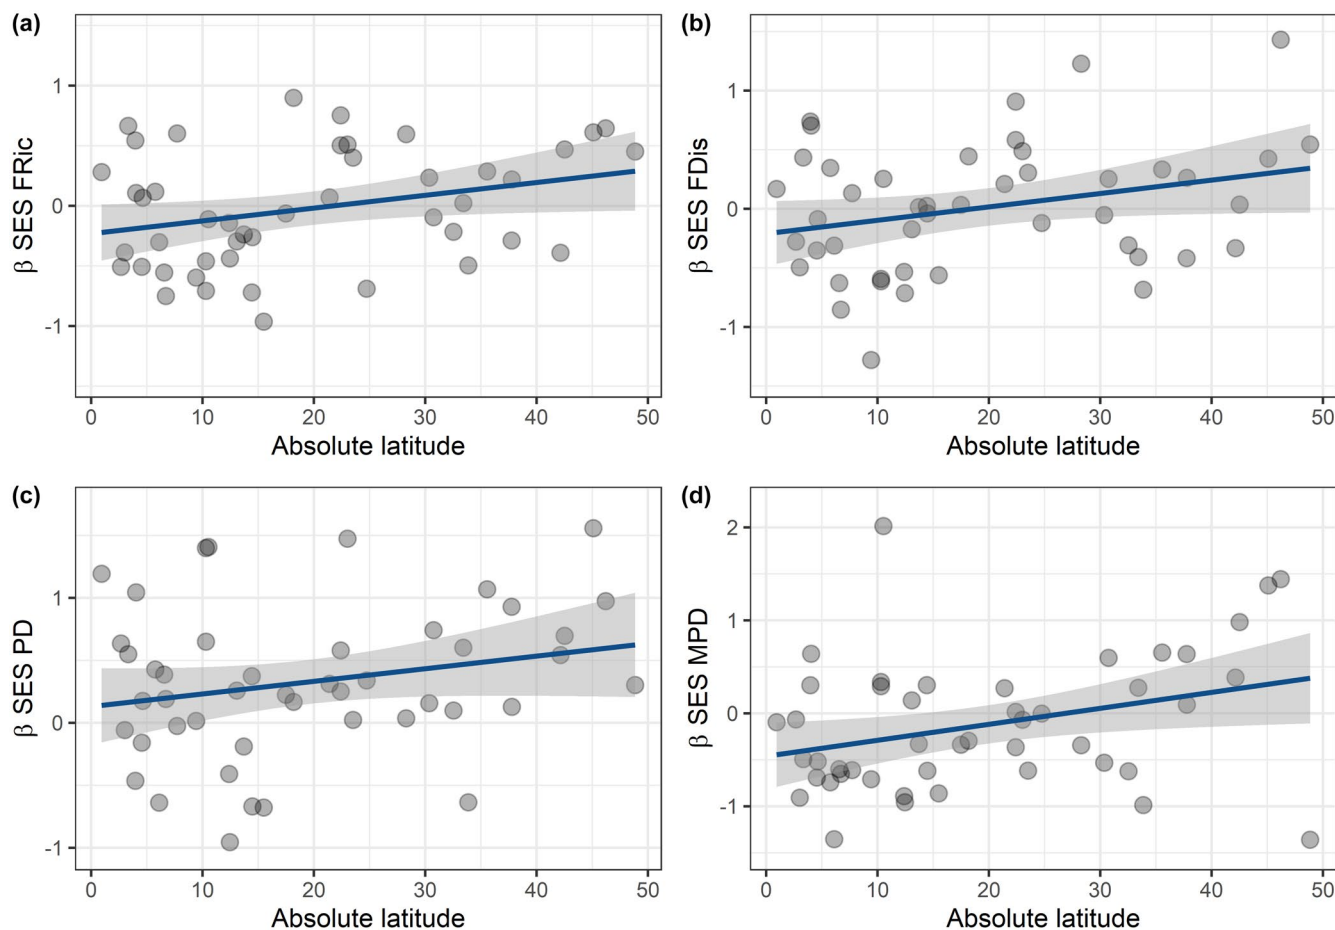 (a)
β SES FRic
1
0
-1
0 10 20 30 40 50
Absolute latitude
(b)
β SES FDis
1
0
-1
0 10 20 30 40 50
Absolute latitude
(c)
β SES PD
1
0
-1
0 10 20 30 40 50
Absolute latitude
(d)
β SES MPD
2
1
0
-1
0 10 20 30 40 50
Absolute latitude